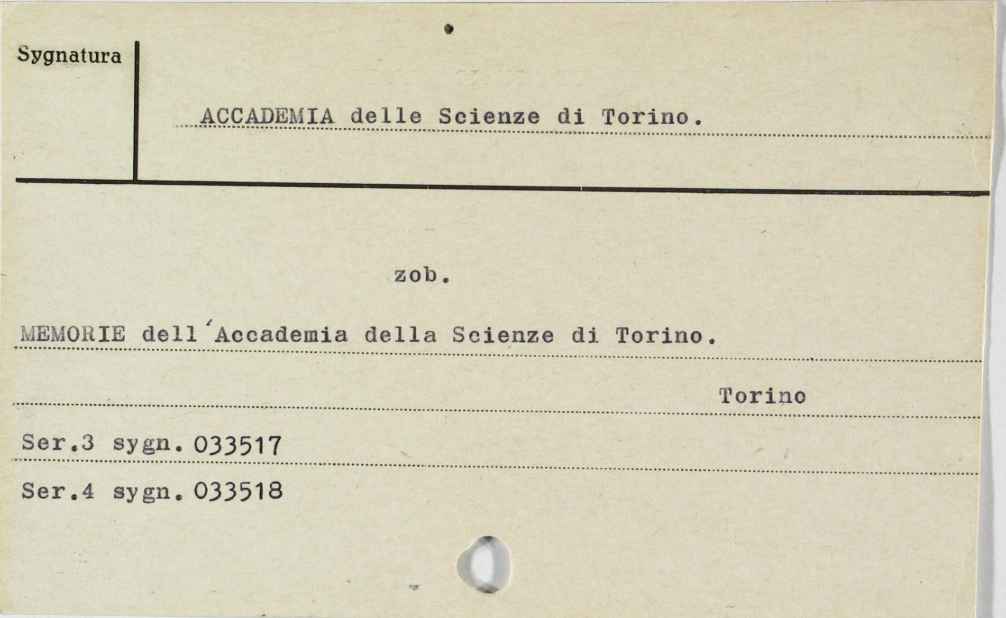 Sygnatura
ACCADEMIA delle Scienze di Torino.
zob.
MEMORIE dell'Accademia della Scienze di Torino.
Torino
Ser.3 sygn. 033517
Ser.4 sygn. 033518